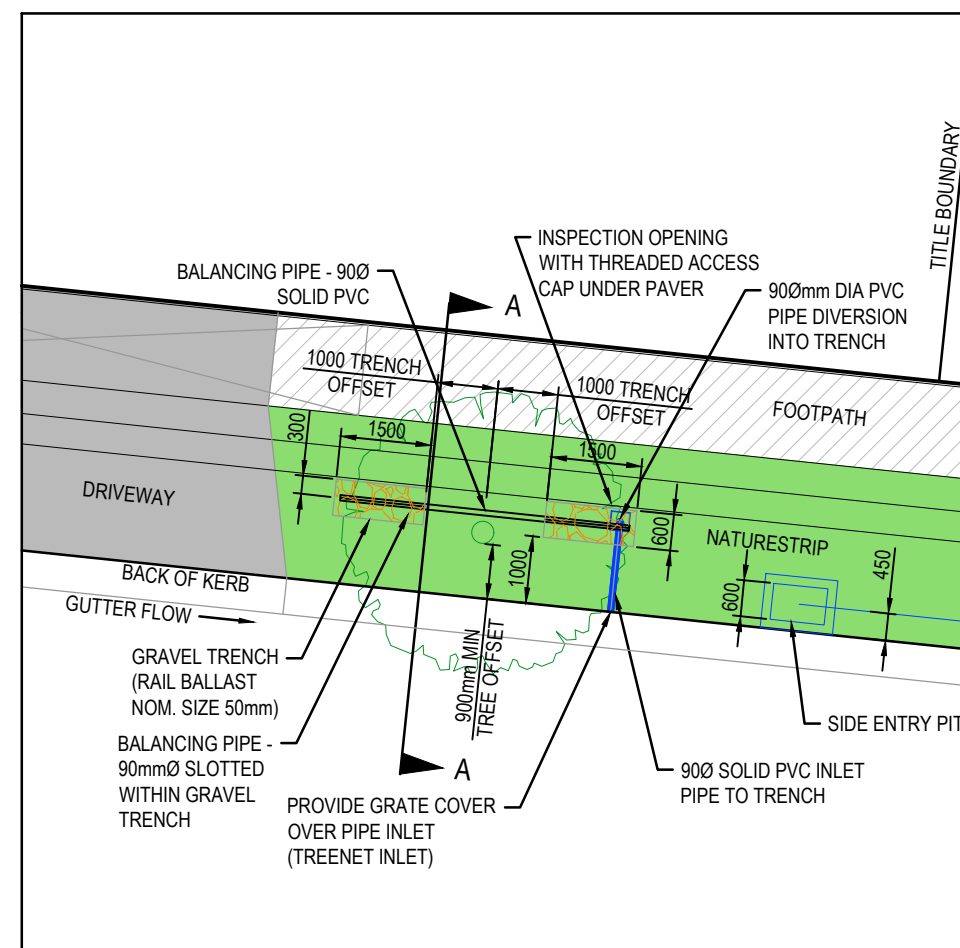 TITLE BOUNDARY
INSPECTION OPENING
WITH THREADED ACCESS
CAP UNDER PAVER
BALANCING PIPE - 90Ø
SOLID PVC
90Ømm DIA PVC
PIPE DIVERSION
INTO TRENCH
A
1000 TRENCH
OFFSET
1000 TRENCH
OFFSET
FOOTPATH
300
1500
1500
DRIVEWAY
600
NATURESTRIP
450
1000
600
BACK OF KERB
GUTTER FLOW
900mm MIN
TREE OFFSET
GRAVEL TRENCH
(RAIL BALLAST
NOM. SIZE 50mm)
SIDE ENTRY PIT
BALANCING PIPE -
90mmØ SLOTTED
WITHIN GRAVEL
TRENCH
A
90Ø SOLID PVC INLET
PIPE TO TRENCH
PROVIDE GRATE COVER
OVER PIPE INLET
(TREENET INLET)